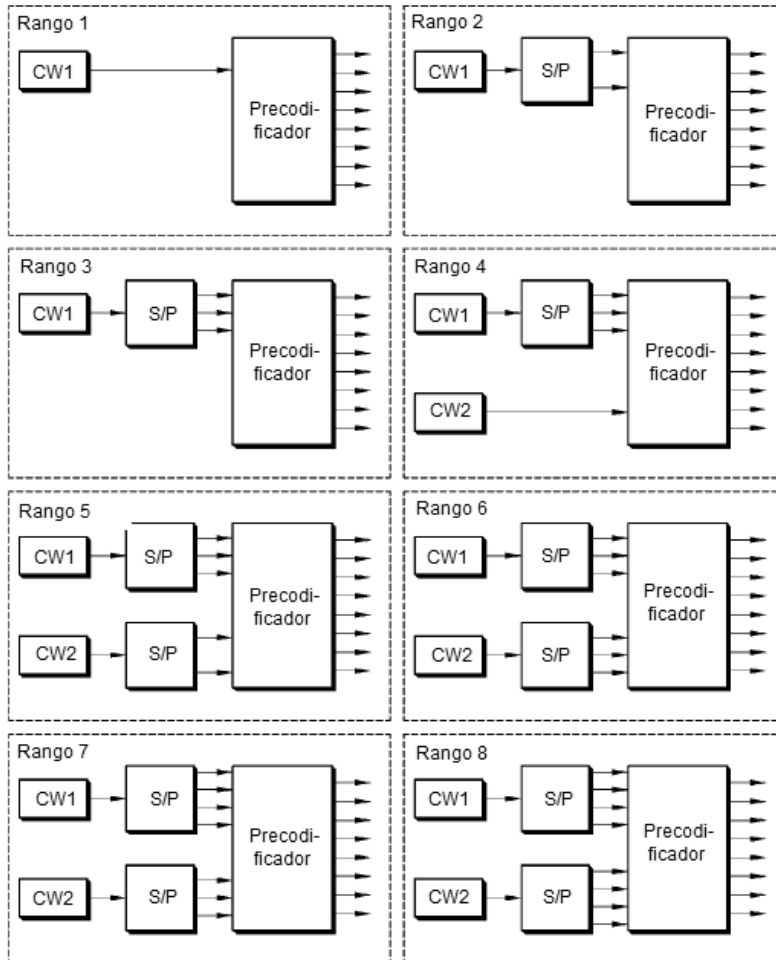 Rango 1
CW1
Precodi-
ficador
Rango 2
CW1
S/P
Precodi-
ficador
Rango 3
CW1
S/P
Precodi-
ficador
Rango 4
CW1
S/P
Precodi-
ficador
CW2
Rango 5
CW1
S/P
Precodi-
ficador
CW2
S/P
Rango 6
CW1
S/P
Precodi-
ficador
CW2
S/P
Rango 7
CW1
S/P
Precodi-
ficador
CW2
S/P
Rango 8
CW1
S/P
Precodi-
ficador
CW2
S/P